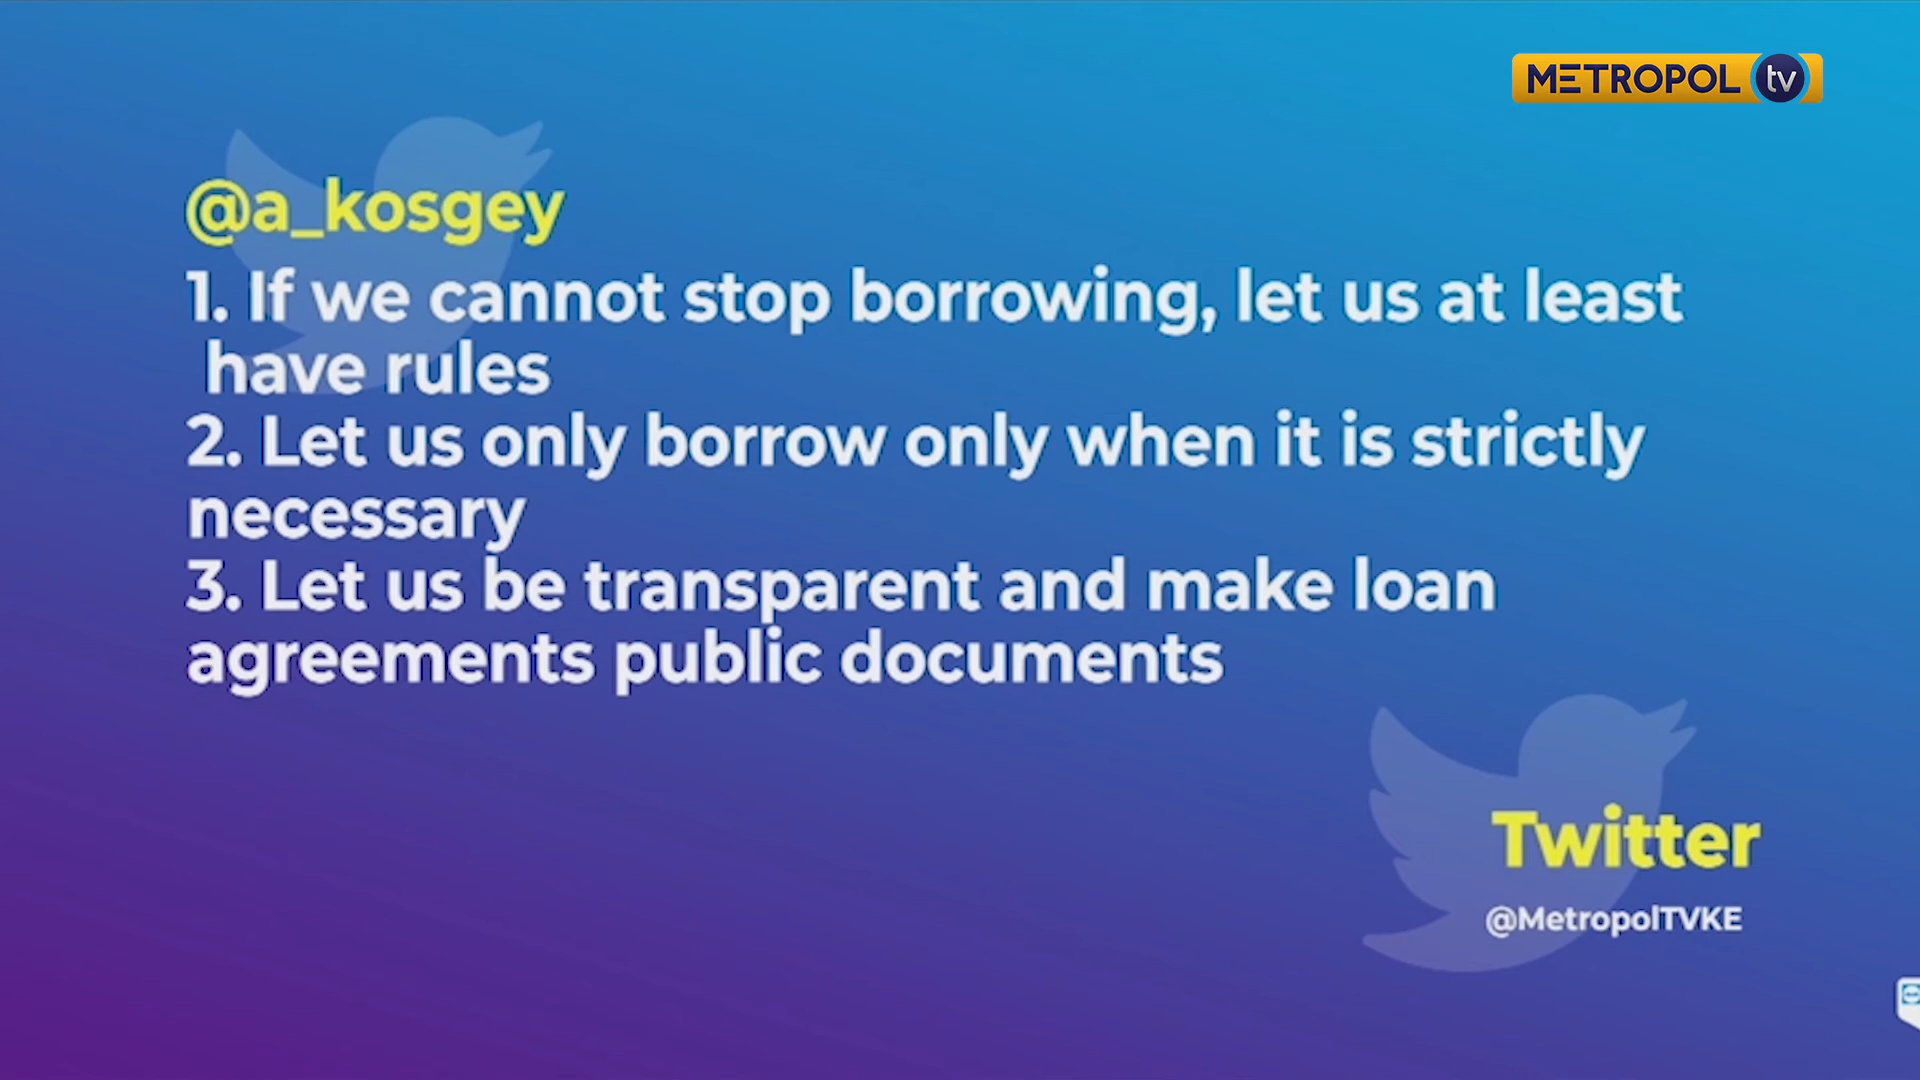 METROPOL tv
@a_kosgey
1. If we cannot stop borrowing, let us at least
have rules
2. Let us only borrow only when it is strictly
necessary
3. Let us be transparent and make loan
agreements public documents
Twitter
@MetropolTVKE